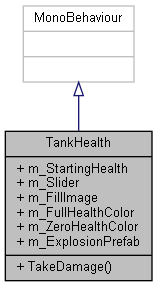 MonoBehaviour
TankHealth
+ m_StartingHealth
+ m_Slider
+ m_FillImage
+ m_FullHealthColor
+ m_ZeroHealthColor
+ m_ExplosionPrefab
+ TakeDamage()